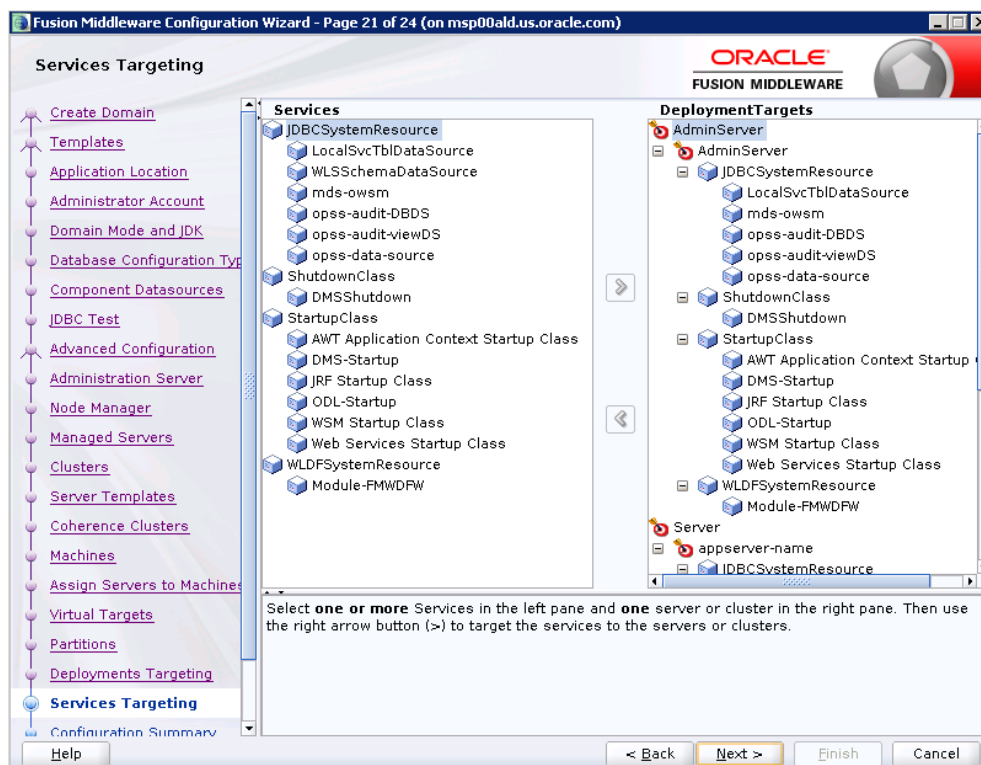 Fusion Middleware Configuration Wizard - Page 21 of 24 (on msp00ald.us.oracle.com)
Services Targeting
ORACLE
FUSION MIDDLEWARE
Create Domain
Templates
Application Location
Administrator Account
Domain Mode and JDK
Database Configuration Typ
Component Datasources
JDBC Test
Advanced Configuration
Administration Server
Node Manager
Managed Servers
Clusters
Server Templates
Coherence Clusters
Machines
Assign Servers to Machines
Virtual Targets
Partitions
Deployments Targeting
Services Targeting
Configuration Summary
Services
JDBCSystemResource
LocalSvcTblDataSource
WLSSchemaDataSource
mds-owsm
opss-audit-DBDS
opss-audit-viewDS
opss-data-source
ShutdownClass
DMSShutdown
StartupClass
AWT Application Context Startup Class
DMS-Startup
JRF Startup Class
ODL-Startup
WSM Startup Class
Web Services Startup Class
WLDFSystemResource
Module-FMWDFW
DeploymentTargets
AdminServer
AdminServer
JDBCSystemResource
LocalSvcTblDataSource
mds-owsm
opss-audit-DBDS
opss-audit-viewDS
opss-data-source
ShutdownClass
DMSShutdown
StartupClass
AWT Application Context Startup
DMS-Startup
JRF Startup Class
ODL-Startup
WSM Startup Class
Web Services Startup Class
WLDFSystemResource
Module-FMWDFW
Server
appserver-name
JDBCSystemResource
Select one or more Services in the left pane and one server or cluster in the right pane. Then use
the right arrow button (>) to target the services to the servers or clusters.
Help
< Back
Next >
Finish
Cancel